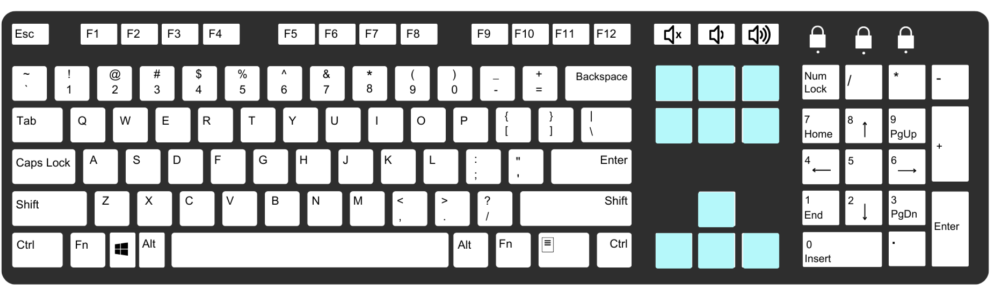 Esc F1 F2 F3 F4 F5 F6 F7 F8 F9 F10 F11 F12
~ ! @ # $ % ^ & * ( ) _ + Backspace Num / * -
` 1 2 3 4 5 6 7 8 9 0 - = Lock
Tab Q W E R T Y U I O P { } | 7 8 ↑ 9 +
[ ] \ Home PgUp
Caps Lock A S D F G H J K L : " Enter 4 5 6
; ' ← →
Shift Z X C V B N M < > ? Shift 1 2 ↓ 3 Enter
, . / End PgDn
Ctrl Fn Alt Alt Fn Ctrl 0 .
Insert